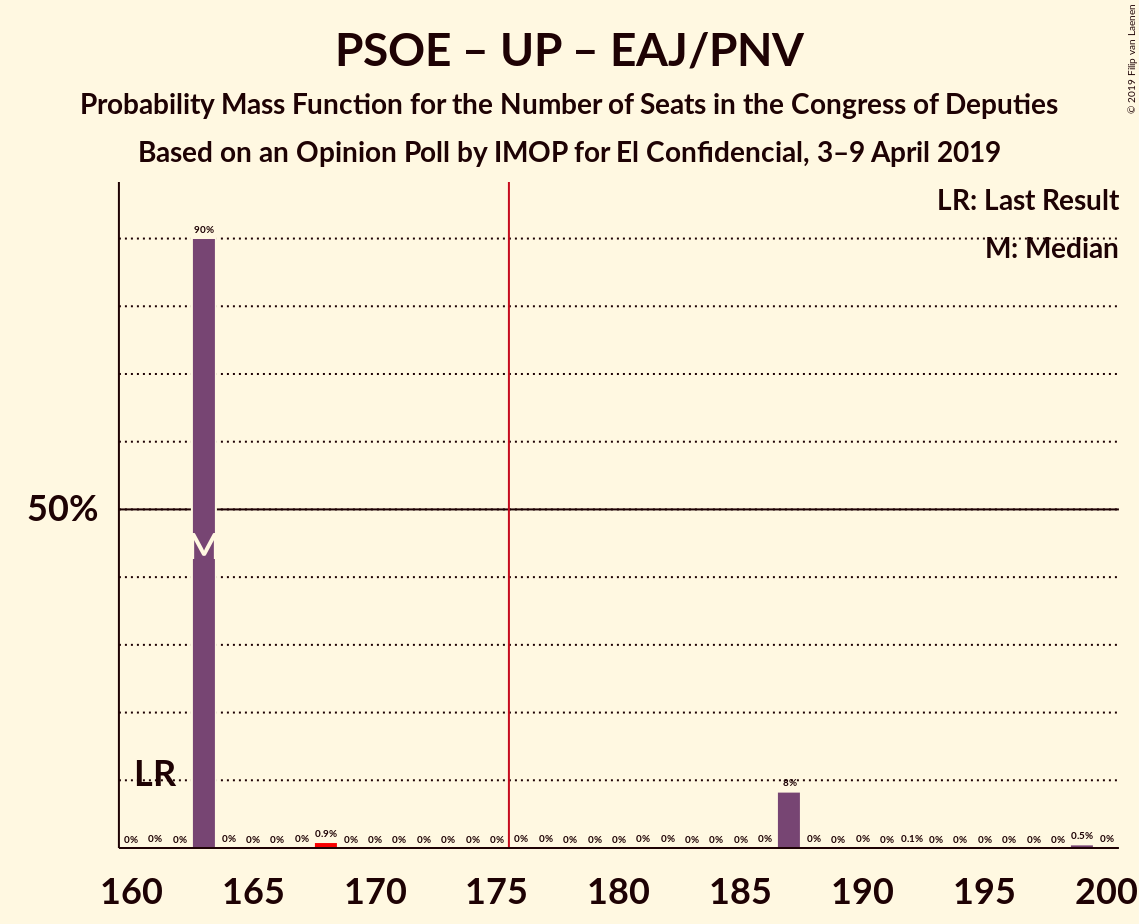 PSOE – UP – EAJ/PNV
Probability Mass Function for the Number of Seats in the Congress of Deputies
Based on an Opinion Poll by IMOP for El Confidencial, 3–9 April 2019
© 2019 Filip van Laenen
LR: Last Result
M: Median
90%
50%
M
LR
0% 0% 0% 0% 0% 0% 0% 0.9% 0% 0% 0% 0% 0% 0% 0% 0% 0% 0% 0% 0% 0% 0% 0% 0% 0% 0% 8% 0% 0% 0% 0% 0.1% 0% 0% 0% 0% 0% 0% 0.5% 0%
160 165 170 175 180 185 190 195 200